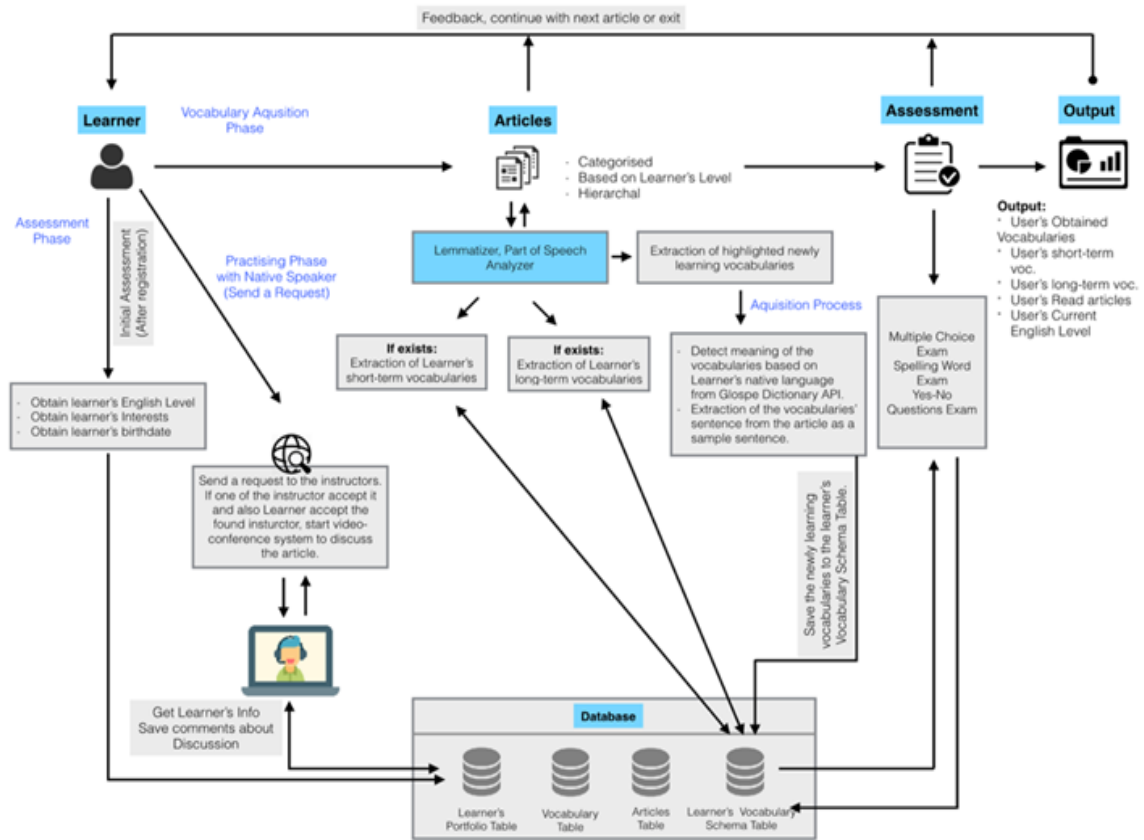 Feedback, continue with next article or exit
Learner
Vocabulary Aqusition
Phase
Articles
Assessment
Output
- Categorised
- Based on Learner's Level
- Hierarchal
Assessment
Phase
Initial Assessment
(After registration)
Practising Phase
with Native Speaker
(Send a Request)
Lemmatizer, Part of Speech
Analyzer
Extraction of highlighted newly
learning vocabularies
Output:
* User's Obtained
Vocabularies
* User's short-term
voc.
* User's long-term voc.
* User's Read articles
* User's Current
English Level
Aquisition Process
If exists:
Extraction of Learner's
short-term vocabularies
If exists:
Extraction of Learner's
long-term vocabularies
- Detect meaning of the
vocabularies based on
Learner's native language
from Glospe Dictionary API.
- Extraction of the vocabularies'
sentence from the article as a
sample sentence.
Multiple Choice
Exam
Spelling Word
Exam
Yes-No
Questions Exam
- Obtain learner's English Level
- Obtain learner's Interests
- Obtain learner's birthdate
Send a request to the instructors.
If one of the instructor accept it
and also Learner accept the
found insturctor, start video-
conference system to discuss
the article.
Save the newly learning
vocabularies to the learner's
Vocabulary Schema Table.
Get Learner's Info
Save comments about
Discussion
Database
Learner's
Portfolio Table
Vocabulary
Table
Articles
Table
Learner's Vocabulary
Schema Table